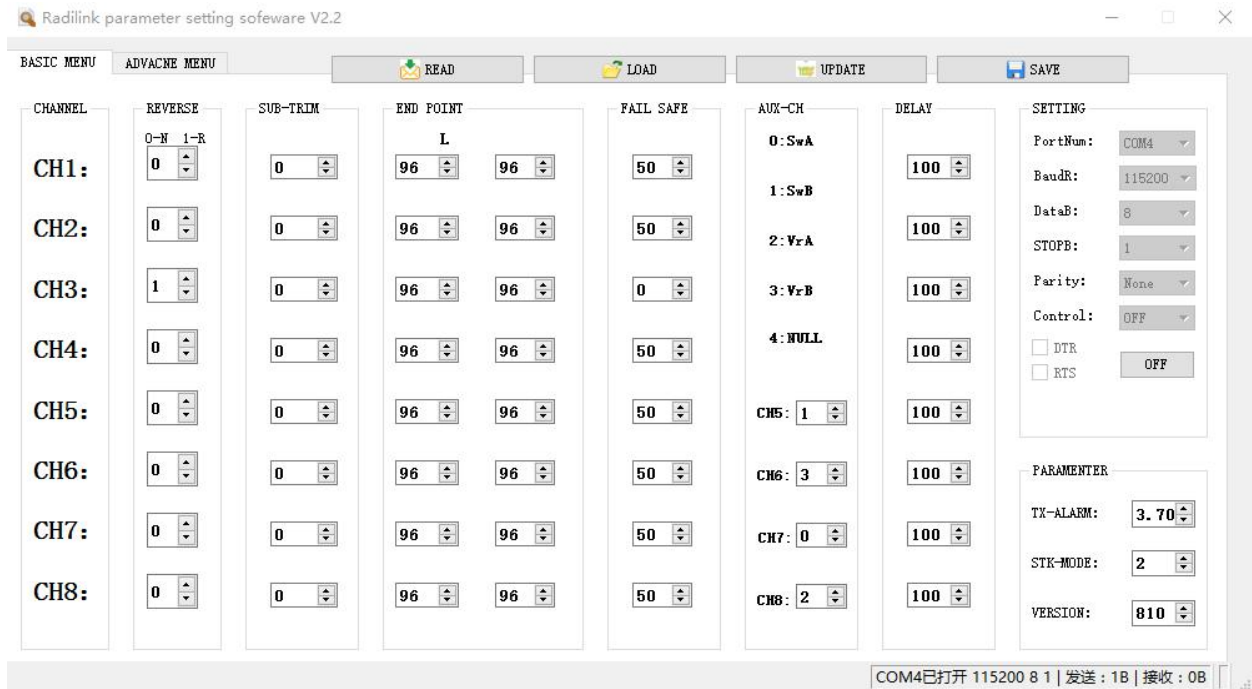 Radilink parameter setting sofeware V2.2
BASIC MENU ADVACNE MENU READ LOAD UPDATE SAVE
CHANNEL REVERSE SUB-TRIM END POINT FAIL SAFE AUX-CH DELAY SETTING
0-N 1-R L 0:SwA PortNum: COM4
CH1: 0 0 96 96 50 100
1:SwB BaudR: 115200
DataB: 8
CH2: 0 0 96 96 50 2:VrA 100
STOPB: 1
CH3: 1 0 96 96 0 3:VrB 100 Parity: None
Control: OFF
4:NULL
CH4: 0 0 96 96 50 100 DTR OFF
RTS
CH5: 0 0 96 96 50 CH5: 1 100
CH6: 0 0 96 96 50 CH6: 3 100 PARAMENTER
TX-ALARM: 3.70
CH7: 0 0 96 96 50 CH7: 0 100
STK-MODE: 2
CH8: 0 0 96 96 50 CH8: 2 100
VERSION: 810
COM4已打开 115200 8 1 | 发送：1B | 接收：0B